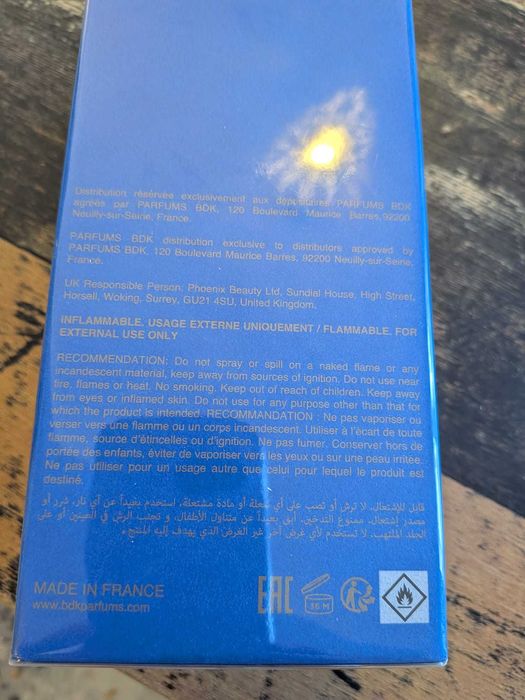 Distribution réservée exclusivement aux dépositaires PARFUMS BDK
agréés par PARFUMS BDK, 120 Boulevard Maurice Barres, 92200
Neuilly-sur-Seine, France.
PARFUMS BDK distribution exclusive to distributors approved by
PARFUMS BDK, 120 Boulevard Maurice Barres, 92200 Neuilly-sur-Seine,
France.
UK Responsible Person: Phoenix Beauty Ltd, Sundial House, High Street,
Horsell, Woking, Surrey, GU21 4SU, United Kingdom.
INFLAMMABLE. USAGE EXTERNE UNIQUEMENT / FLAMMABLE. FOR
EXTERNAL USE ONLY
RECOMMENDATION: Do not spray or spill on a naked flame or any
incandescent material, keep away from sources of ignition. Do not use near
fire, flames or heat. No smoking. Keep out of reach of children. Keep away
from eyes or inflamed skin. Do not use for any purpose other than that for
which the product is intended. RECOMMANDATION : Ne pas vaporiser ou
verser vers une flamme ou un corps incandescent. Utiliser à l'écart de toute
flamme, source d'étincelles ou d'ignition. Ne pas fumer. Conserver hors de
portée des enfants, éviter de vaporiser vers les yeux ou sur une peau irritée.
Ne pas utiliser pour un usage autre que celui pour lequel le produit est
destiné.
قابل للإشتعال. لا ترش أو تصب على أي شعلة أو مادة مشتعلة. استخدم بعيداً عن أي نار، شرر أو
مصدر إشتعال. ممنوع التدخين. أبق بعيداً عن متناول الأطفال، و تجنب الرش في العينين أو على
الجلد الملتهب. لا تستخدم لأي غرض آخر غير الغرض الذي يهدف إليه المنتج.
MADE IN FRANCE
www.bdkparfums.com
EAC
36 M